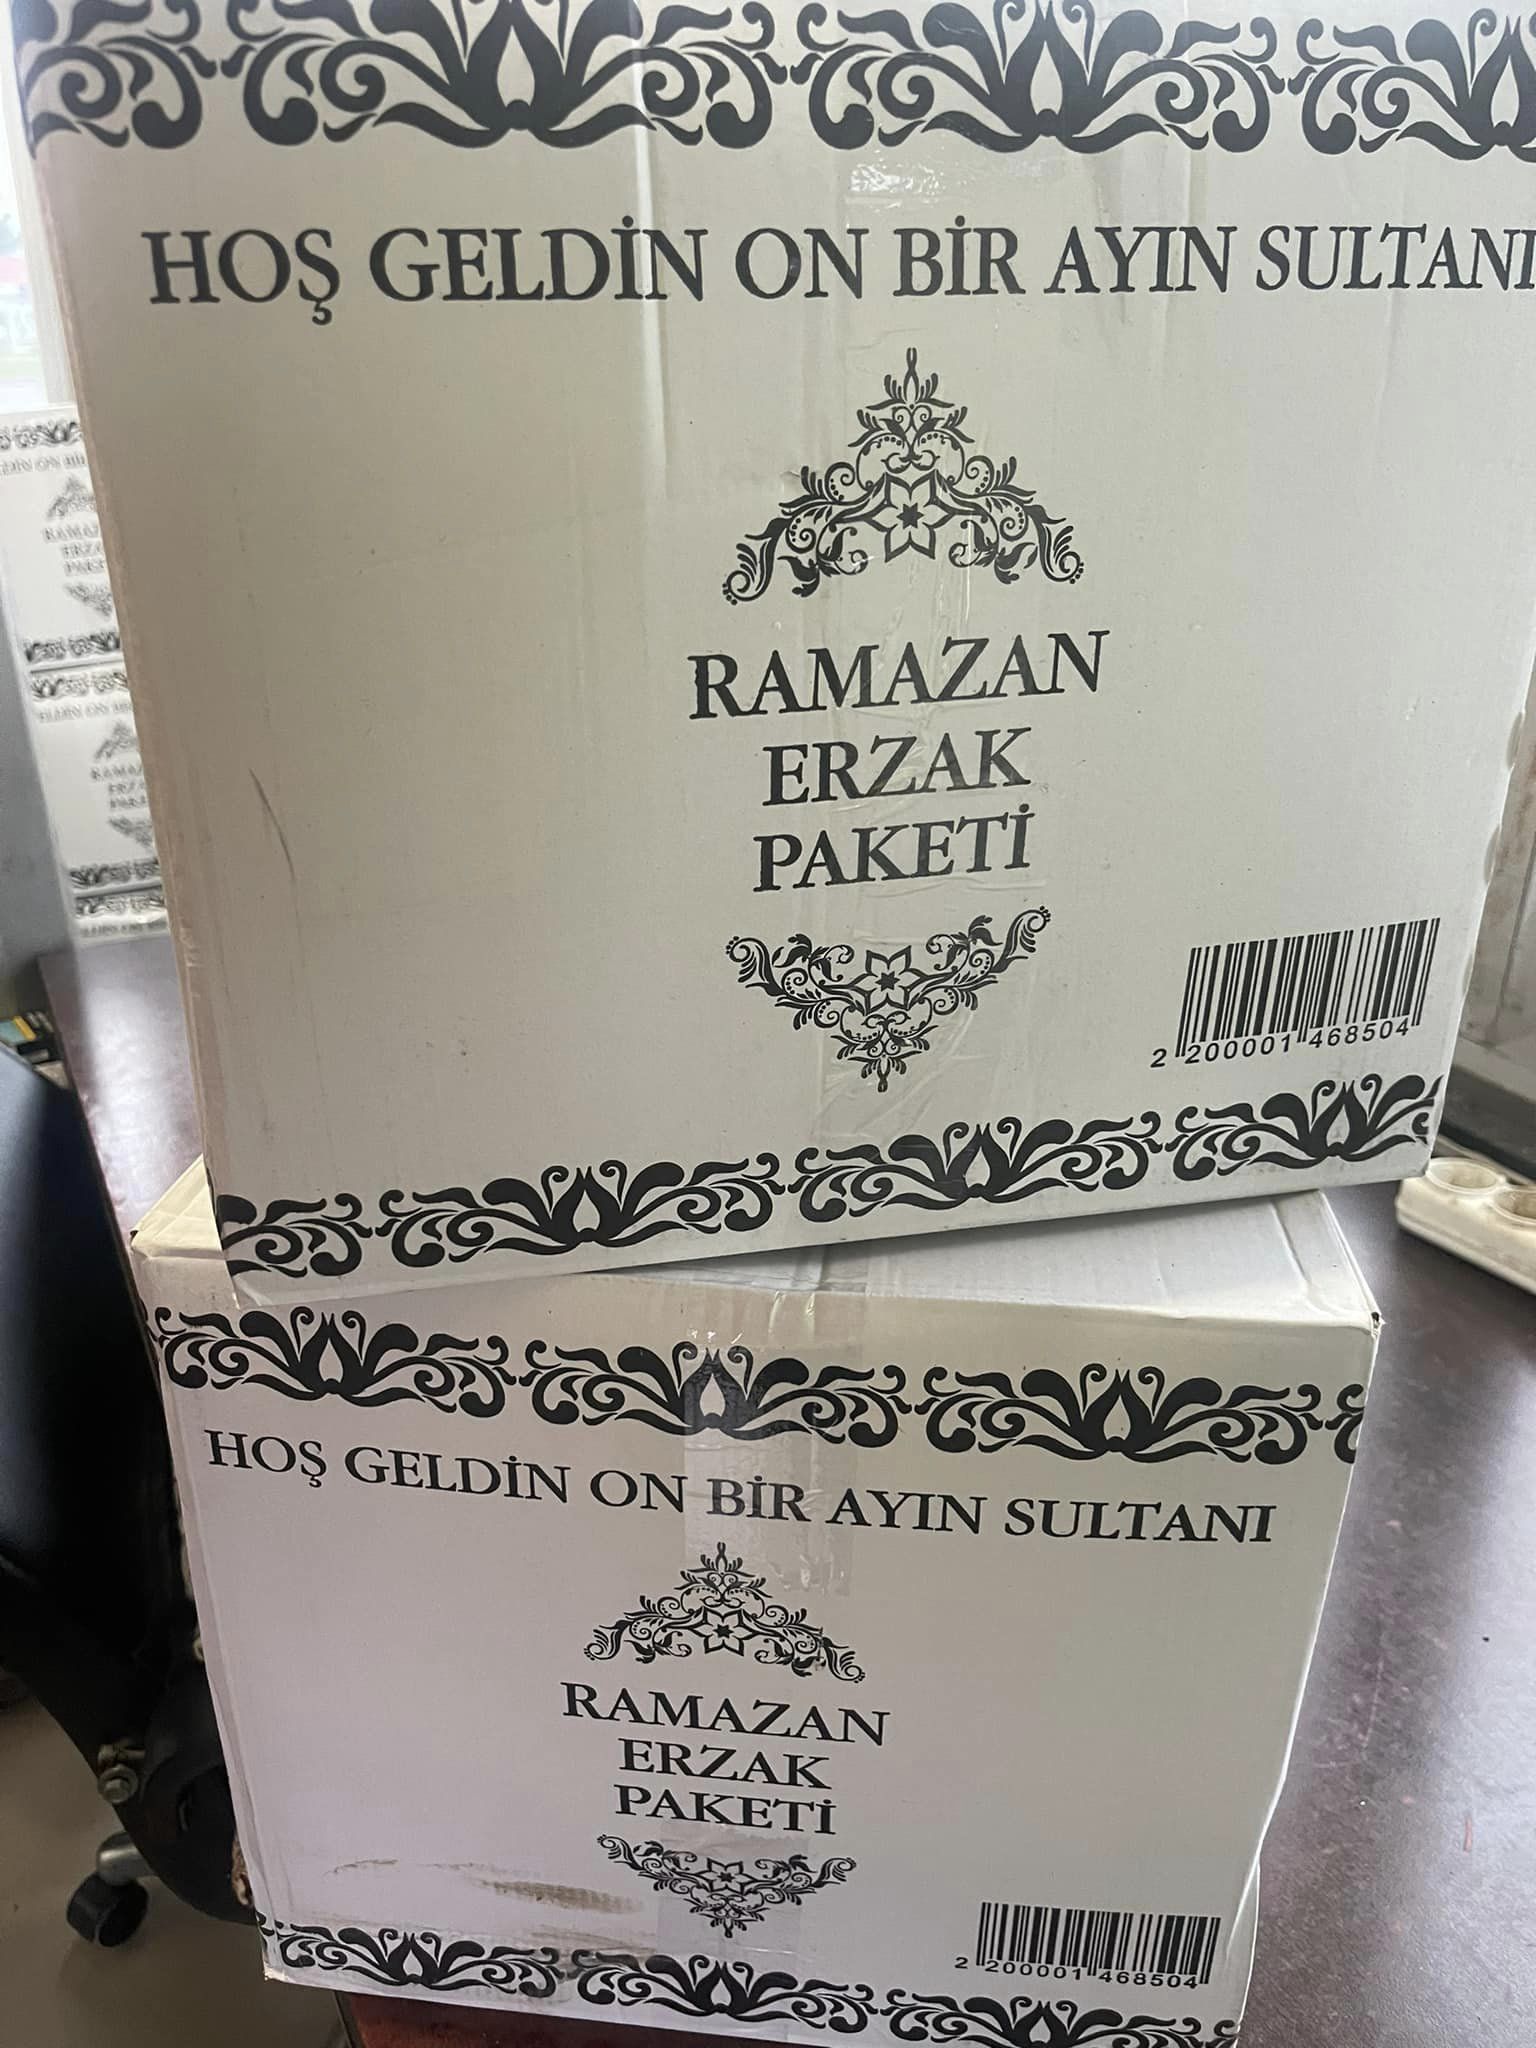 HOŞ GELDİN ON BİR AYIN SULTANI
RAMAZAN
ERZAK
PAKETİ
2 200001 468504
HOŞ GELDİN ON BİR AYIN SULTANI
RAMAZAN
ERZAK
PAKETİ
2 200001 468504